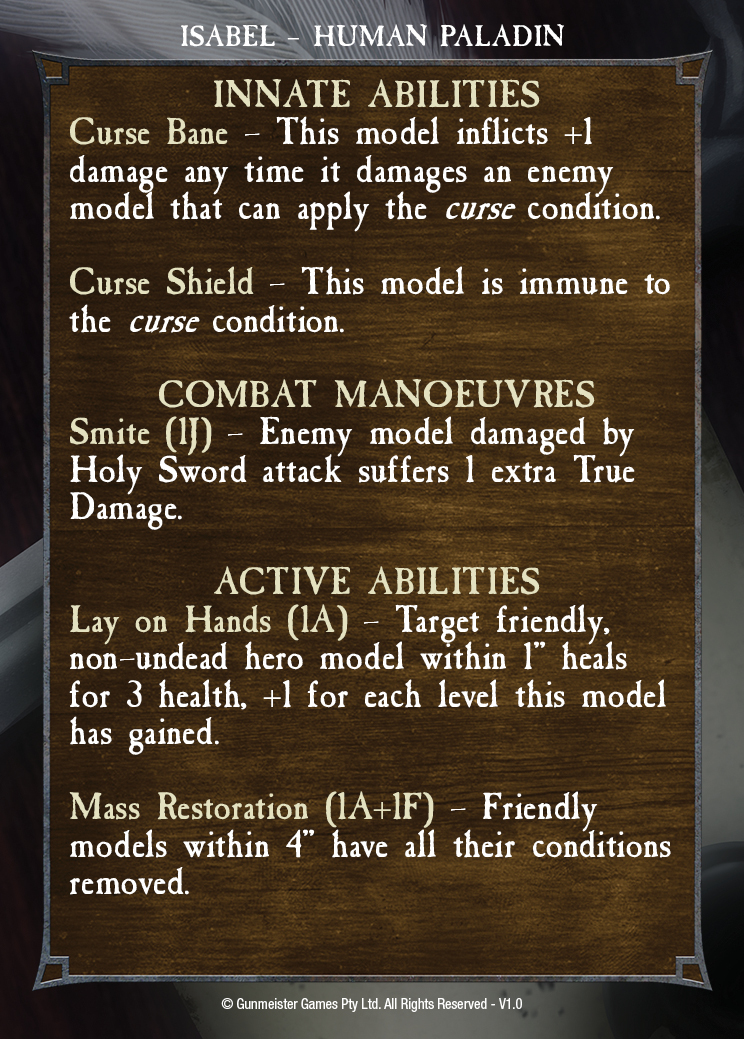 ISABEL – HUMAN PALADIN
INNATE ABILITIES
Curse Bane – This model inflicts +1
damage any time it damages an enemy
model that can apply the curse condition.
Curse Shield – This model is immune to
the curse condition.
COMBAT MANOEUVRES
Smite (1J) – Enemy model damaged by
Holy Sword attack suffers 1 extra True
Damage.
ACTIVE ABILITIES
Lay on Hands (1A) – Target friendly,
non-undead hero model within 1” heals
for 3 health, +1 for each level this model
has gained.
Mass Restoration (1A+1F) – Friendly
models within 4” have all their conditions
removed.
© Gunmeister Games Pty Ltd. All Rights Reserved - V1.0